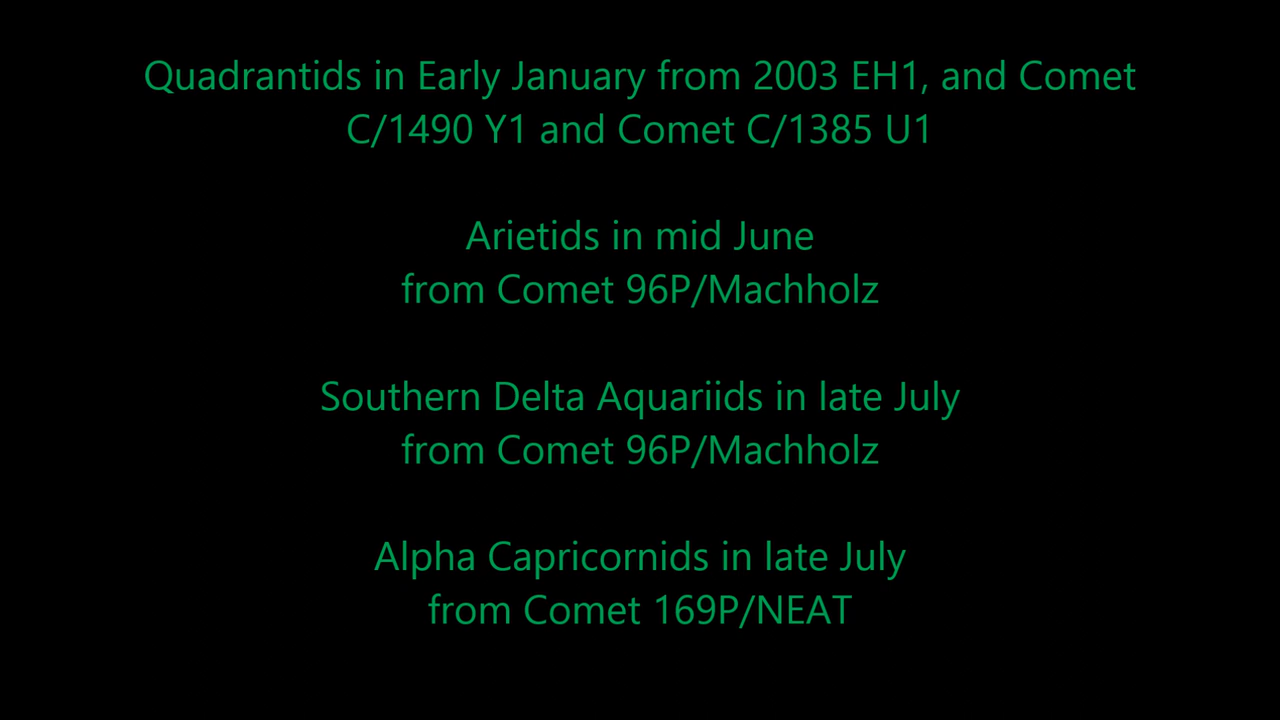 Quadrantids in Early January from 2003 EH1, and Comet
C/1490 Y1 and Comet C/1385 U1
Arietids in mid June
from Comet 96P/Machholz
Southern Delta Aquariids in late July
from Comet 96P/Machholz
Alpha Capricornids in late July
from Comet 169P/NEAT